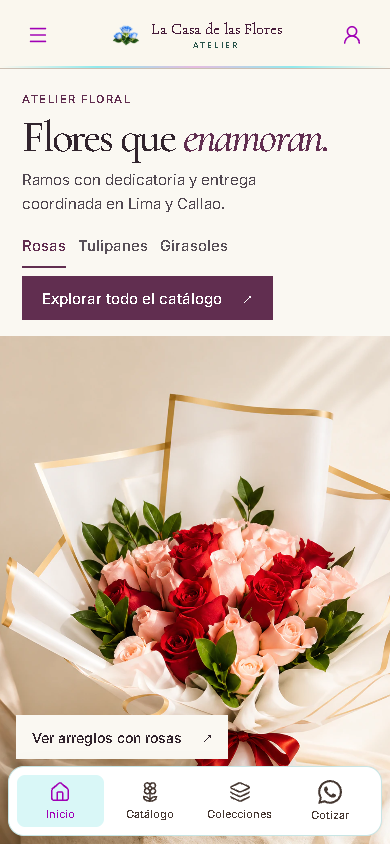 La Casa de las Flores
ATELIER
ATELIER FLORAL
Flores que enamoran.
Ramos con dedicatoria y entrega
coordinada en Lima y Callao.
Rosas Tulipanes Girasoles
Explorar todo el catálogo ↗
Ver arreglos con rosas ↗
Inicio Catálogo Colecciones Cotizar